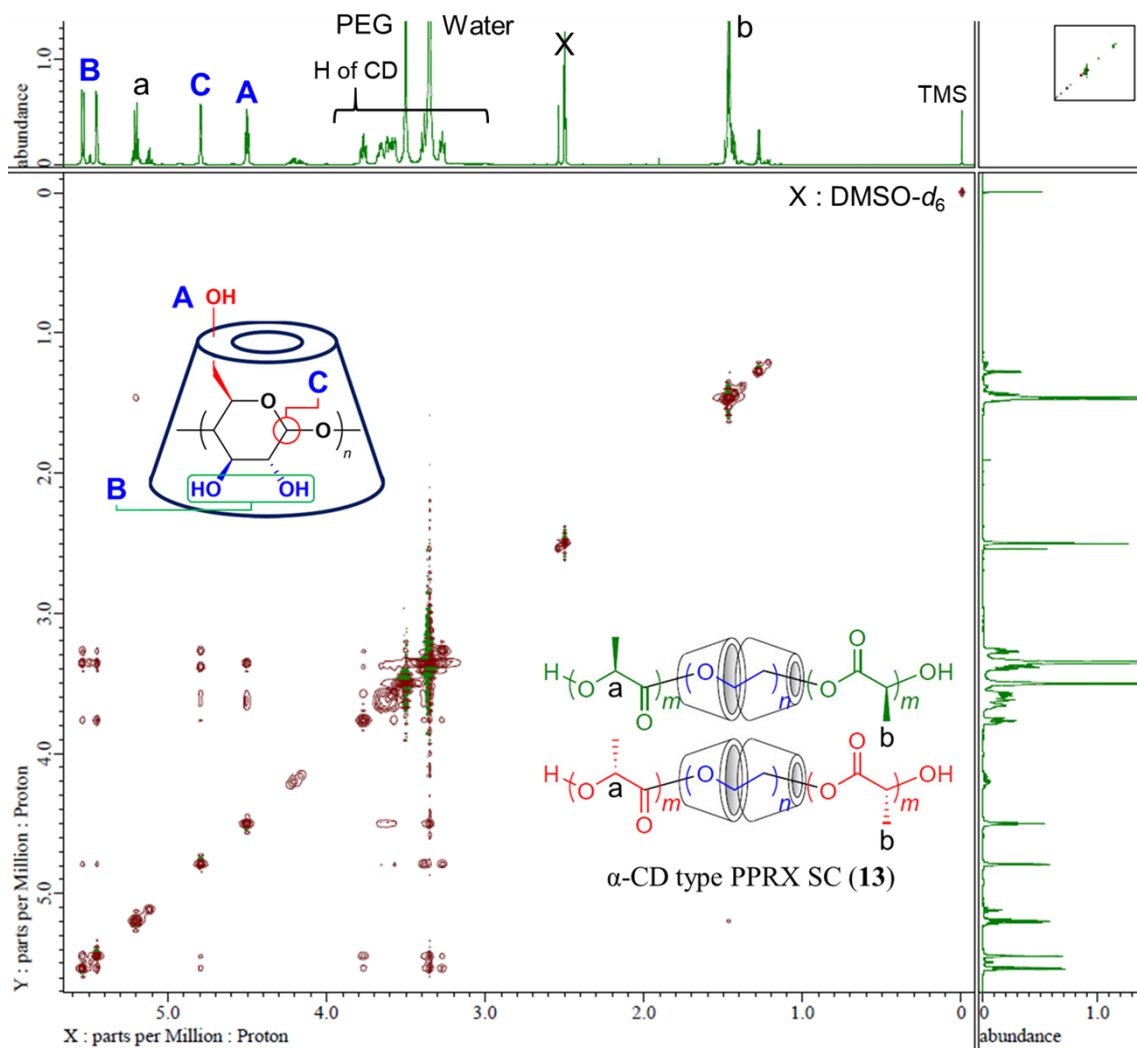 PEG Water b
X
H of CD
B a C A
TMS
abundance
0 1.0
X : DMSO-d6
A OH
C
O
O
n
HO OH
B
0
1.0
2.0
3.0
4.0
5.0
Y : parts per Million : Proton
H O a O m O n O O m OH b
H O a O m O n O O m OH b
α-CD type PPRX SC (13)
5.0 4.0 3.0 2.0 1.0 0
X : parts per Million : Proton
0 1.0
abundance